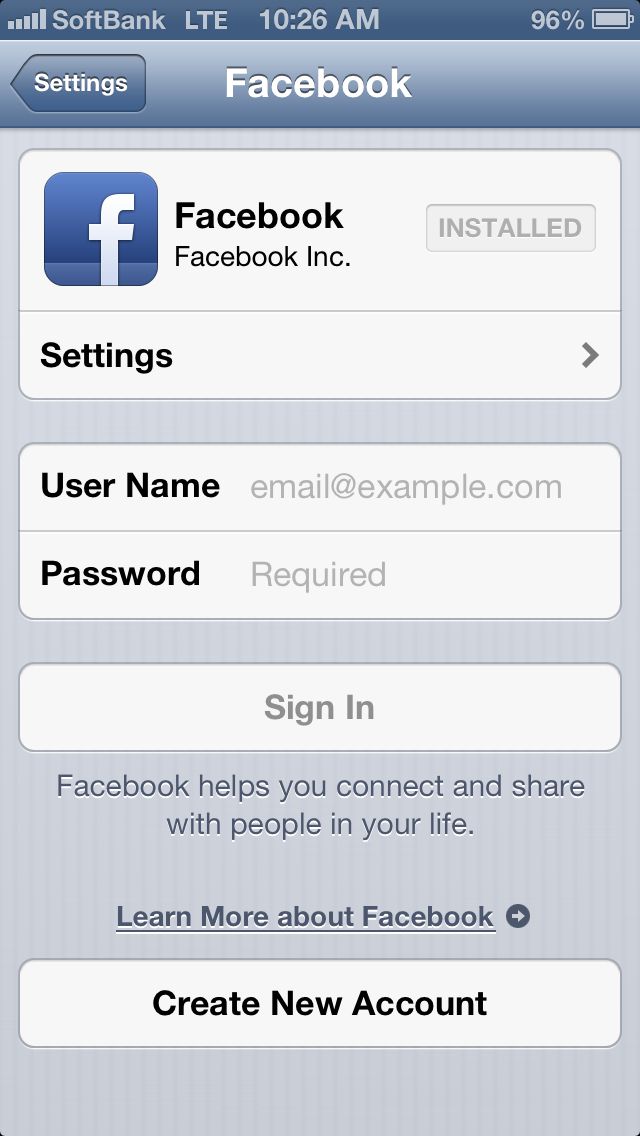 SoftBank LTE 10:26 AM 96%
Settings Facebook
Facebook
Facebook Inc.
INSTALLED
Settings
User Name email@example.com
Password Required
Sign In
Facebook helps you connect and share
with people in your life.
Learn More about Facebook
Create New Account